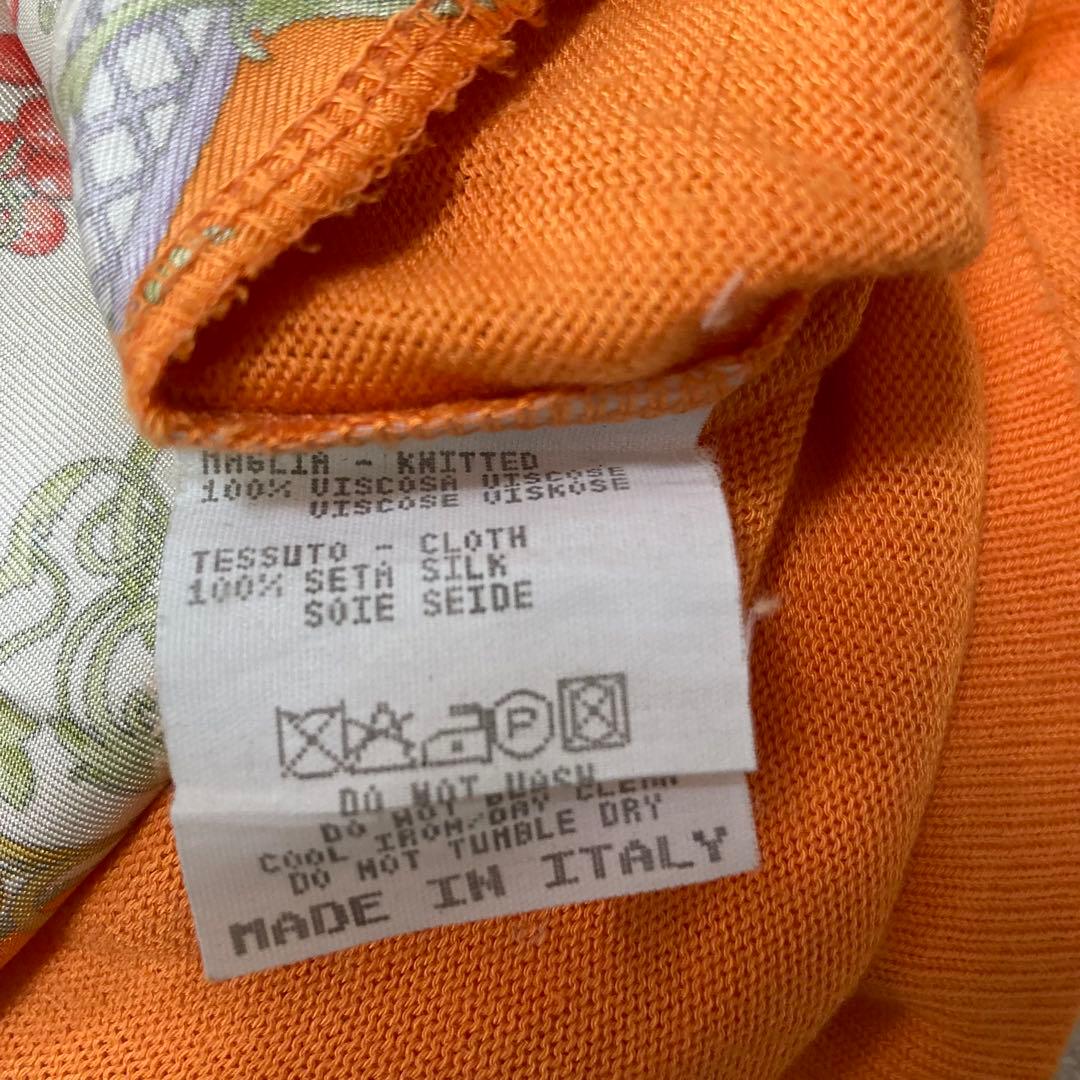 MAGLIA - KNITTED
100% VISCOSA VISCOSE
VISCOSE VISKOSE
TESSUTO - CLOTH
100% SETA SILK
SOIE SEIDE
P
DO NOT WASH
DO NOT
COOL IRON/DRY CLEAN
DO NOT TUMBLE DRY
MADE IN ITALY